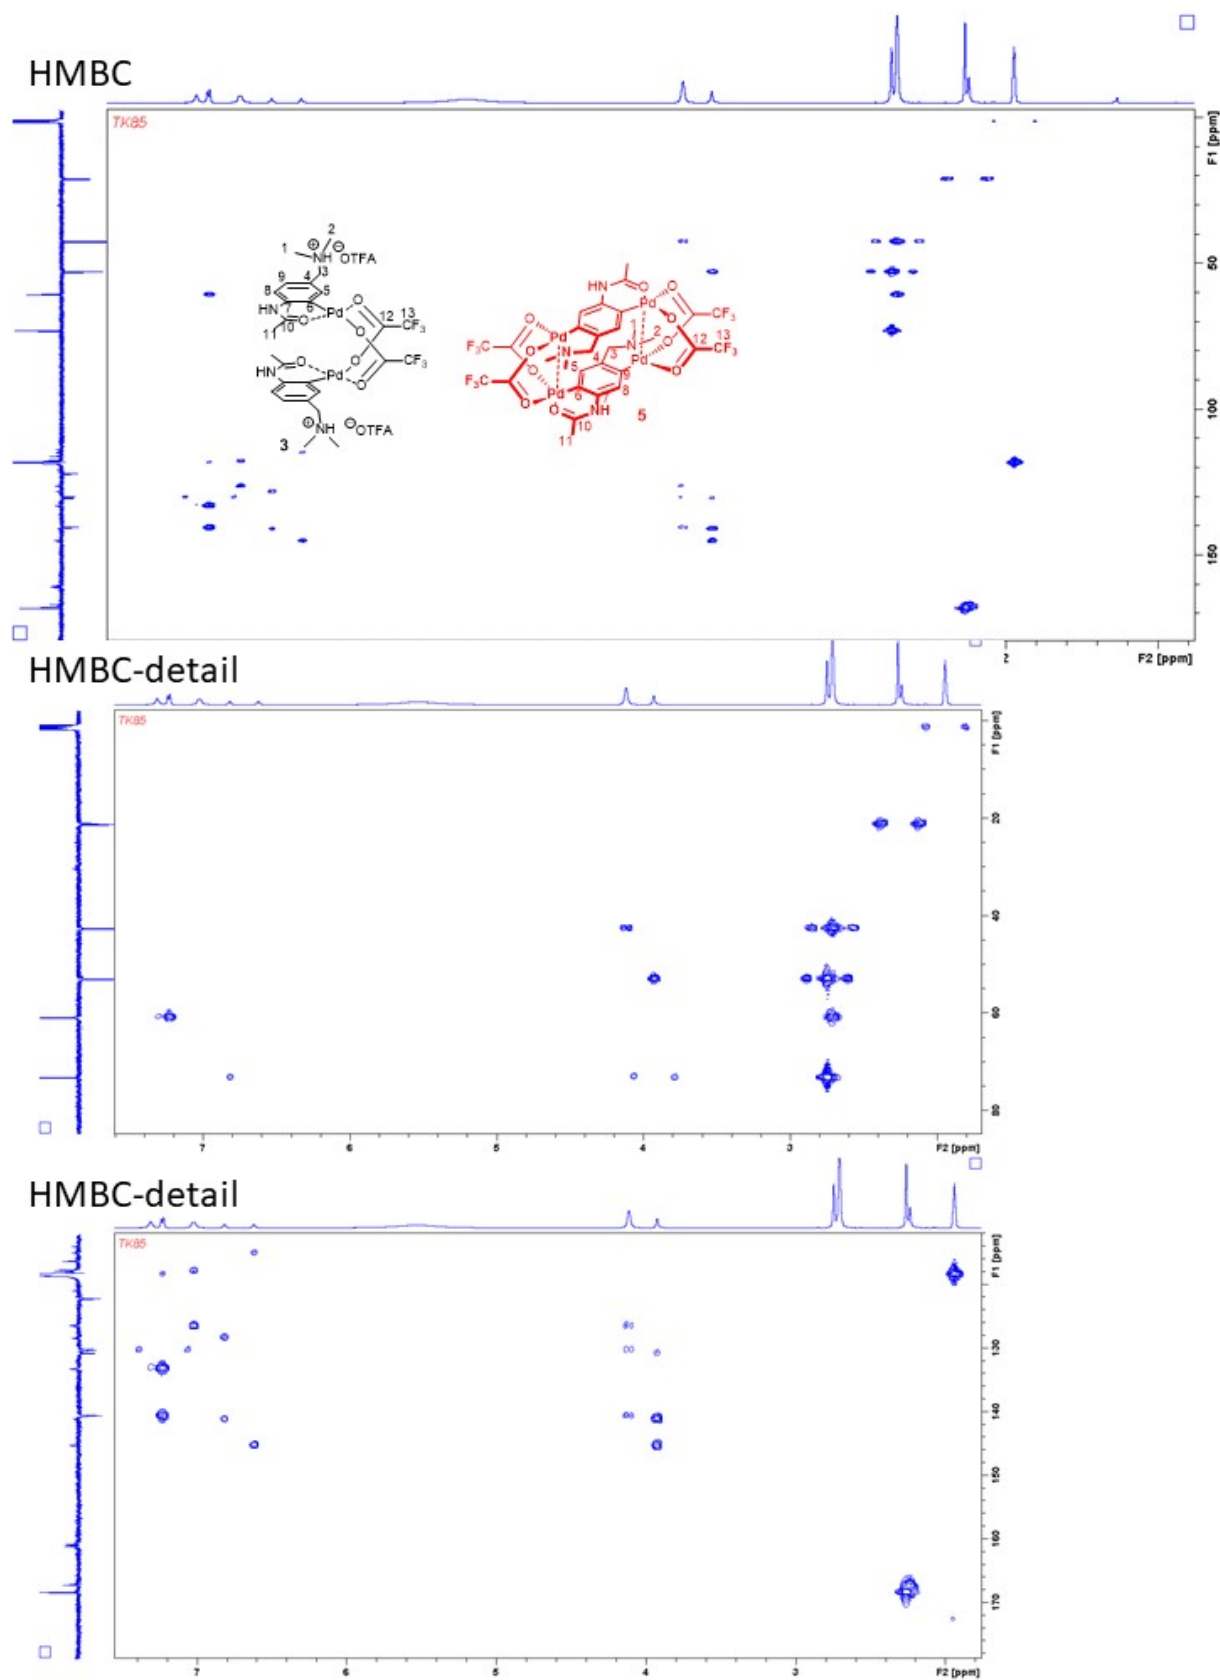 HMBC
TK85
F1 [ppm]
50
100
150
2
F2 [ppm]
2
1
⊕
⊖
NH
OTFA
9
4
3
8
5
7
6
HN
Pd
O
O
12
13
CF3
10
O
11
O
O
CF3
O
Pd
O
HN
⊕
⊖
NH
OTFA
3
HN
O
Pd
O
CF3
O
1
2
N
12
13
CF3
O
Pd
O
F3C
O
Pd
N
4
3
5
9
F3C
O
O
Pd
6
8
O
NH
5
10
11
HMBC-detail
TK85
F1 [ppm]
20
40
60
80
7
6
5
4
3
F2 [ppm]
HMBC-detail
TK85
F1 [ppm]
130
140
150
160
170
7
6
5
4
3
F2 [ppm]